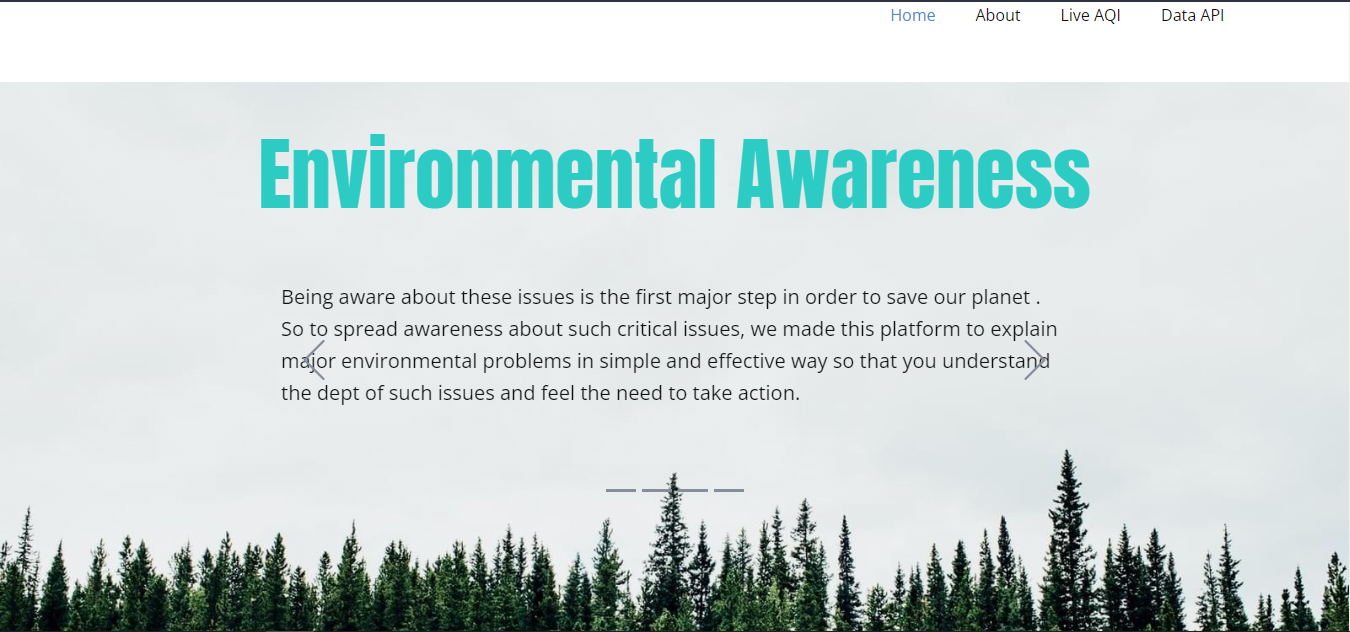 Home About Live AQI Data API
Environmental Awareness
Being aware about these issues is the first major step in order to save our planet .
So to spread awareness about such critical issues, we made this platform to explain
major environmental problems in simple and effective way so that you understand
the dept of such issues and feel the need to take action.